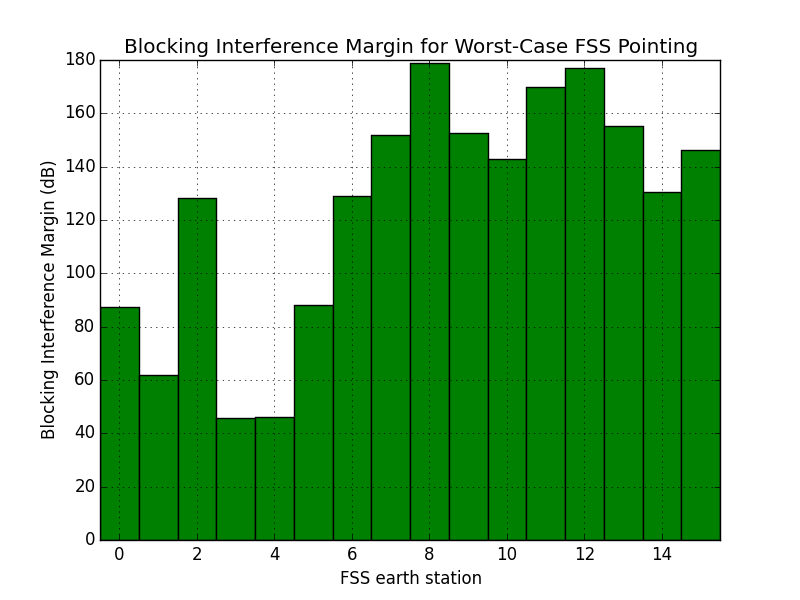 Blocking Interference Margin for Worst-Case FSS Pointing
180
160
140
120
100
80
60
40
20
0
Blocking Interference Margin (dB)
0 2 4 6 8 10 12 14
FSS earth station